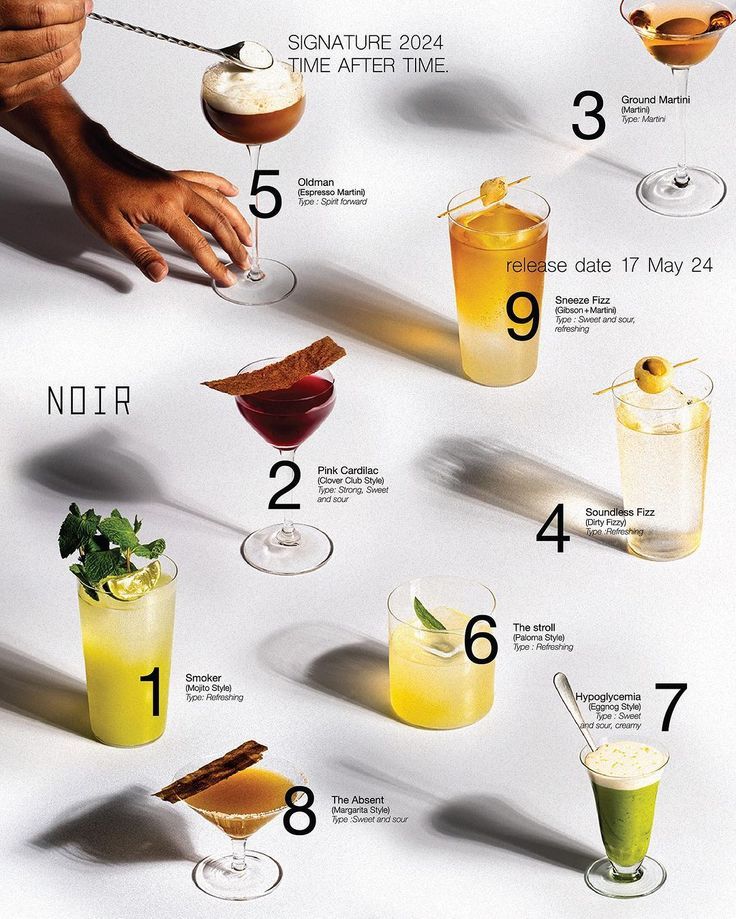 SIGNATURE 2024
TIME AFTER TIME.
3
Ground Martini
(Martini)
Type: Martini
5
Oldman
(Espresso Martini)
Type : Spirit forward
release date 17 May 24
9
Sneeze Fizz
(Gibson+Martini)
Type : Sweet and sour,
refreshing
NOIR
2
Pink Cardilac
(Clover Club Style)
Type: Strong, Sweet
and sour
4
Soundless Fizz
(Dirty Fizzy)
Type :Refreshing
6
The stroll
(Paloma Style)
Type : Refreshing
1
Smoker
(Mojito Style)
Type: Refreshing
7
Hypoglycemia
(Eggnog Style)
Type : Sweet
and sour, creamy
8
The Absent
(Margarita Style)
Type :Sweet and sour